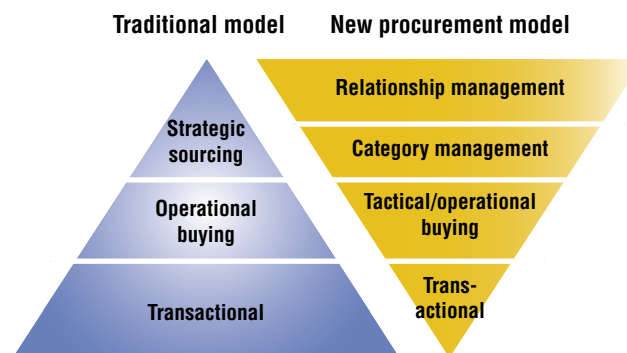 Traditional model
New procurement model
Strategic
sourcing
Operational
buying
Transactional
Relationship management
Category management
Tactical/operational
buying
Trans-
actional